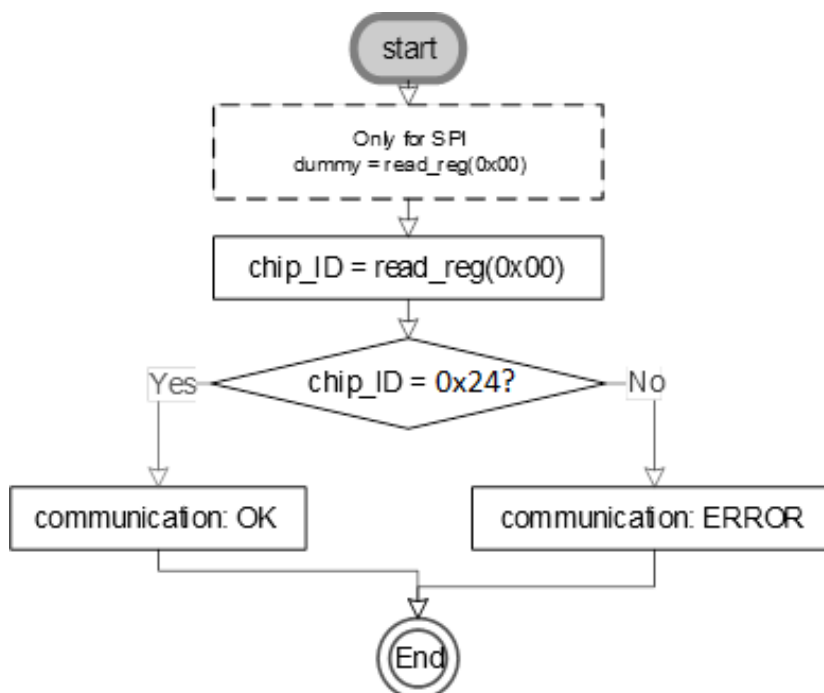 start
Only for SPI
dummy = read_reg(0x00)
chip_ID = read_reg(0x00)
chip_ID = 0x24?
Yes
No
communication: OK
communication: ERROR
End